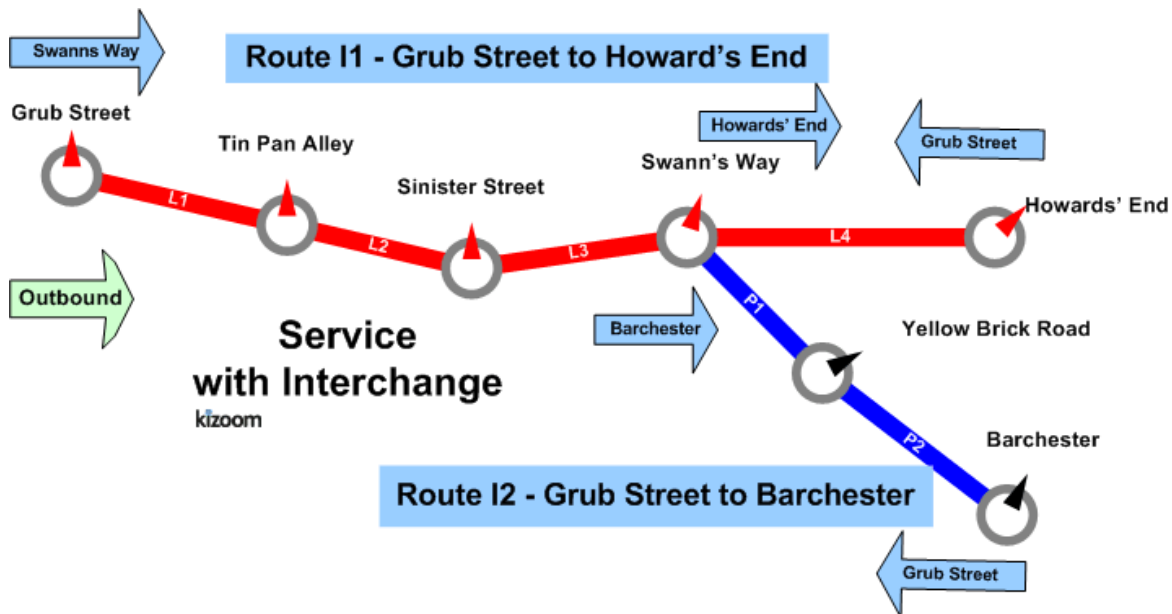 Swanns Way
Route I1 - Grub Street to Howard's End
Grub Street
Tin Pan Alley
Sinister Street
Howards' End
Grub Street
Swann's Way
Howards' End
L1
L2
L3
L4
Outbound
Service
with Interchange
kizoom
Barchester
P1
Yellow Brick Road
P2
Barchester
Route I2 - Grub Street to Barchester
Grub Street